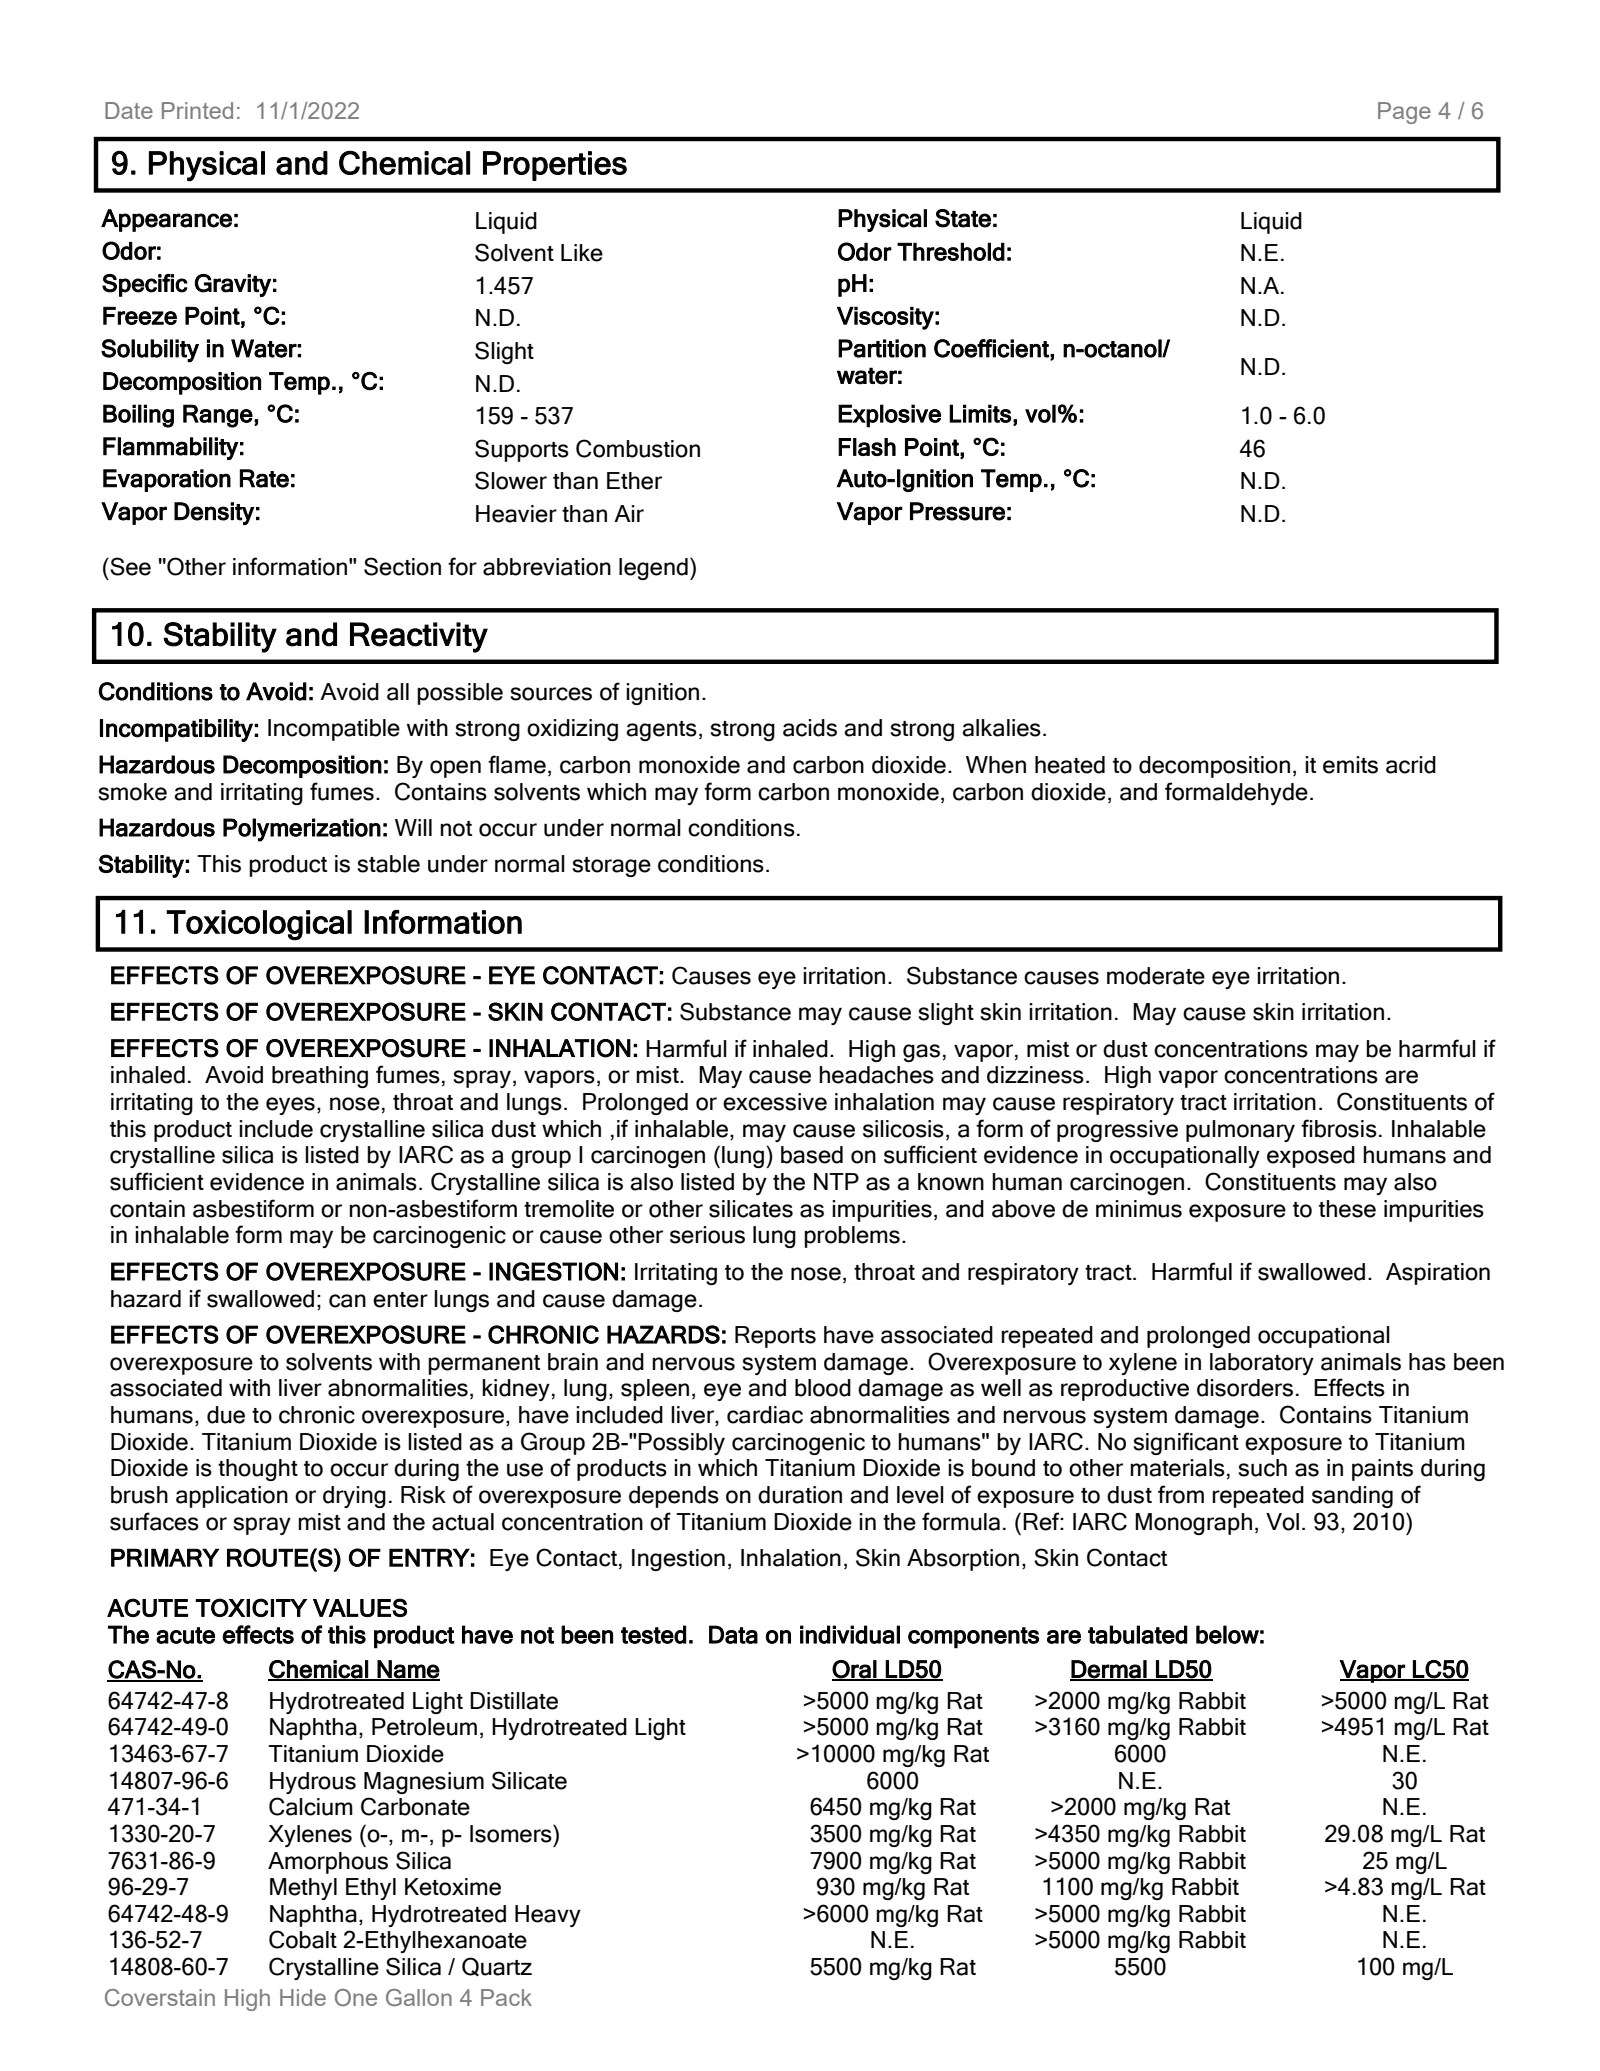 Date Printed: 11/1/2022 Page 4 / 6
9. Physical and Chemical Properties
Appearance: Liquid Physical State: Liquid
Odor: Solvent Like Odor Threshold: N.E.
Specific Gravity: 1.457 pH: N.A.
Freeze Point, °C: N.D. Viscosity: N.D.
Solubility in Water: Slight Partition Coefficient, n-octanol/
water: N.D.
Decomposition Temp., °C: N.D.
Boiling Range, °C: 159 - 537 Explosive Limits, vol%: 1.0 - 6.0
Flammability: Supports Combustion Flash Point, °C: 46
Evaporation Rate: Slower than Ether Auto-Ignition Temp., °C: N.D.
Vapor Density: Heavier than Air Vapor Pressure: N.D.
(See "Other information" Section for abbreviation legend)
10. Stability and Reactivity
Conditions to Avoid: Avoid all possible sources of ignition.
Incompatibility: Incompatible with strong oxidizing agents, strong acids and strong alkalies.
Hazardous Decomposition: By open flame, carbon monoxide and carbon dioxide. When heated to decomposition, it emits acrid
smoke and irritating fumes. Contains solvents which may form carbon monoxide, carbon dioxide, and formaldehyde.
Hazardous Polymerization: Will not occur under normal conditions.
Stability: This product is stable under normal storage conditions.
11. Toxicological Information
EFFECTS OF OVEREXPOSURE - EYE CONTACT: Causes eye irritation. Substance causes moderate eye irritation.
EFFECTS OF OVEREXPOSURE - SKIN CONTACT: Substance may cause slight skin irritation. May cause skin irritation.
EFFECTS OF OVEREXPOSURE - INHALATION: Harmful if inhaled. High gas, vapor, mist or dust concentrations may be harmful if
inhaled. Avoid breathing fumes, spray, vapors, or mist. May cause headaches and dizziness. High vapor concentrations are
irritating to the eyes, nose, throat and lungs. Prolonged or excessive inhalation may cause respiratory tract irritation. Constituents of
this product include crystalline silica dust which ,if inhalable, may cause silicosis, a form of progressive pulmonary fibrosis. Inhalable
crystalline silica is listed by IARC as a group I carcinogen (lung) based on sufficient evidence in occupationally exposed humans and
sufficient evidence in animals. Crystalline silica is also listed by the NTP as a known human carcinogen. Constituents may also
contain asbestiform or non-asbestiform tremolite or other silicates as impurities, and above de minimus exposure to these impurities
in inhalable form may be carcinogenic or cause other serious lung problems.
EFFECTS OF OVEREXPOSURE - INGESTION: Irritating to the nose, throat and respiratory tract. Harmful if swallowed. Aspiration
hazard if swallowed; can enter lungs and cause damage.
EFFECTS OF OVEREXPOSURE - CHRONIC HAZARDS: Reports have associated repeated and prolonged occupational
overexposure to solvents with permanent brain and nervous system damage. Overexposure to xylene in laboratory animals has been
associated with liver abnormalities, kidney, lung, spleen, eye and blood damage as well as reproductive disorders. Effects in
humans, due to chronic overexposure, have included liver, cardiac abnormalities and nervous system damage. Contains Titanium
Dioxide. Titanium Dioxide is listed as a Group 2B-"Possibly carcinogenic to humans" by IARC. No significant exposure to Titanium
Dioxide is thought to occur during the use of products in which Titanium Dioxide is bound to other materials, such as in paints during
brush application or drying. Risk of overexposure depends on duration and level of exposure to dust from repeated sanding of
surfaces or spray mist and the actual concentration of Titanium Dioxide in the formula. (Ref: IARC Monograph, Vol. 93, 2010)
PRIMARY ROUTE(S) OF ENTRY: Eye Contact, Ingestion, Inhalation, Skin Absorption, Skin Contact
ACUTE TOXICITY VALUES
The acute effects of this product have not been tested. Data on individual components are tabulated below:
CAS-No. Chemical Name Oral LD50 Dermal LD50 Vapor LC50
64742-47-8 Hydrotreated Light Distillate >5000 mg/kg Rat >2000 mg/kg Rabbit >5000 mg/L Rat
64742-49-0 Naphtha, Petroleum, Hydrotreated Light >5000 mg/kg Rat >3160 mg/kg Rabbit >4951 mg/L Rat
13463-67-7 Titanium Dioxide >10000 mg/kg Rat 6000 N.E.
14807-96-6 Hydrous Magnesium Silicate 6000 N.E. 30
471-34-1 Calcium Carbonate 6450 mg/kg Rat >2000 mg/kg Rat N.E.
1330-20-7 Xylenes (o-, m-, p- Isomers) 3500 mg/kg Rat >4350 mg/kg Rabbit 29.08 mg/L Rat
7631-86-9 Amorphous Silica 7900 mg/kg Rat >5000 mg/kg Rabbit 25 mg/L
96-29-7 Methyl Ethyl Ketoxime 930 mg/kg Rat 1100 mg/kg Rabbit >4.83 mg/L Rat
64742-48-9 Naphtha, Hydrotreated Heavy >6000 mg/kg Rat >5000 mg/kg Rabbit N.E.
136-52-7 Cobalt 2-Ethylhexanoate N.E. >5000 mg/kg Rabbit N.E.
14808-60-7 Crystalline Silica / Quartz 5500 mg/kg Rat 5500 100 mg/L
Coverstain High Hide One Gallon 4 Pack